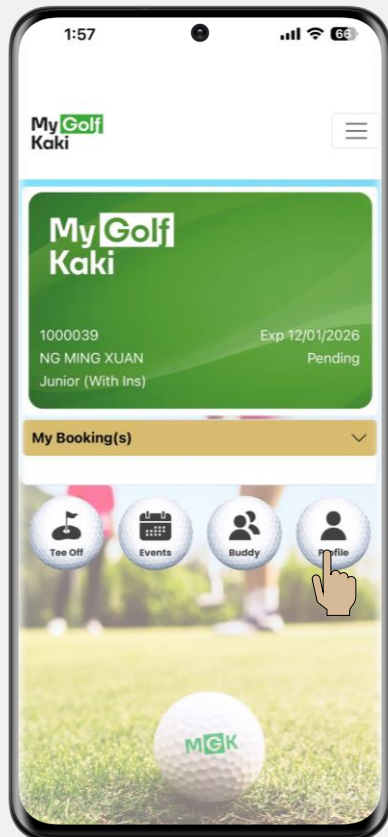 1:57
66
My Golf
Kaki
My Golf
Kaki
1000039
Exp 12/01/2026
NG MING XUAN
Pending
Junior (With Ins)
My Booking(s)
Tee Off
Events
Buddy
Profile
MGK